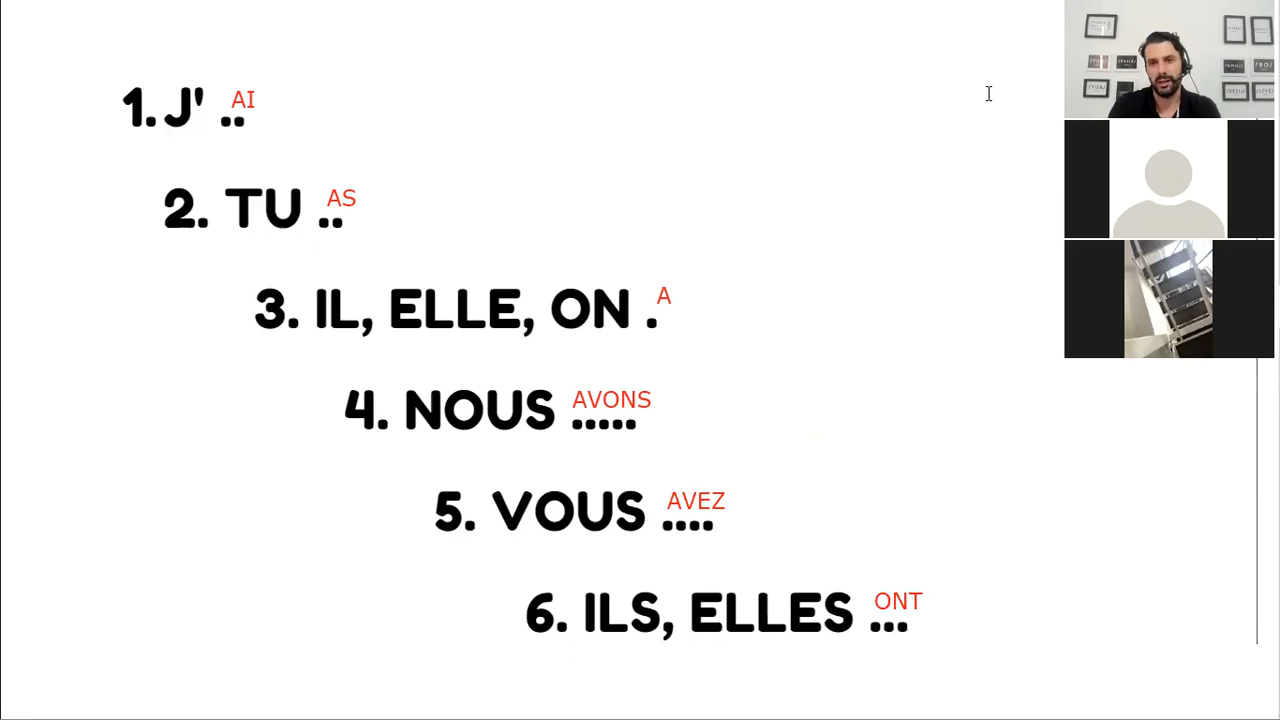 1. J' .. AI
2. TU .. AS
3. IL, ELLE, ON . A
4. NOUS ..... AVONS
5. VOUS .... AVEZ
6. ILS, ELLES ... ONT